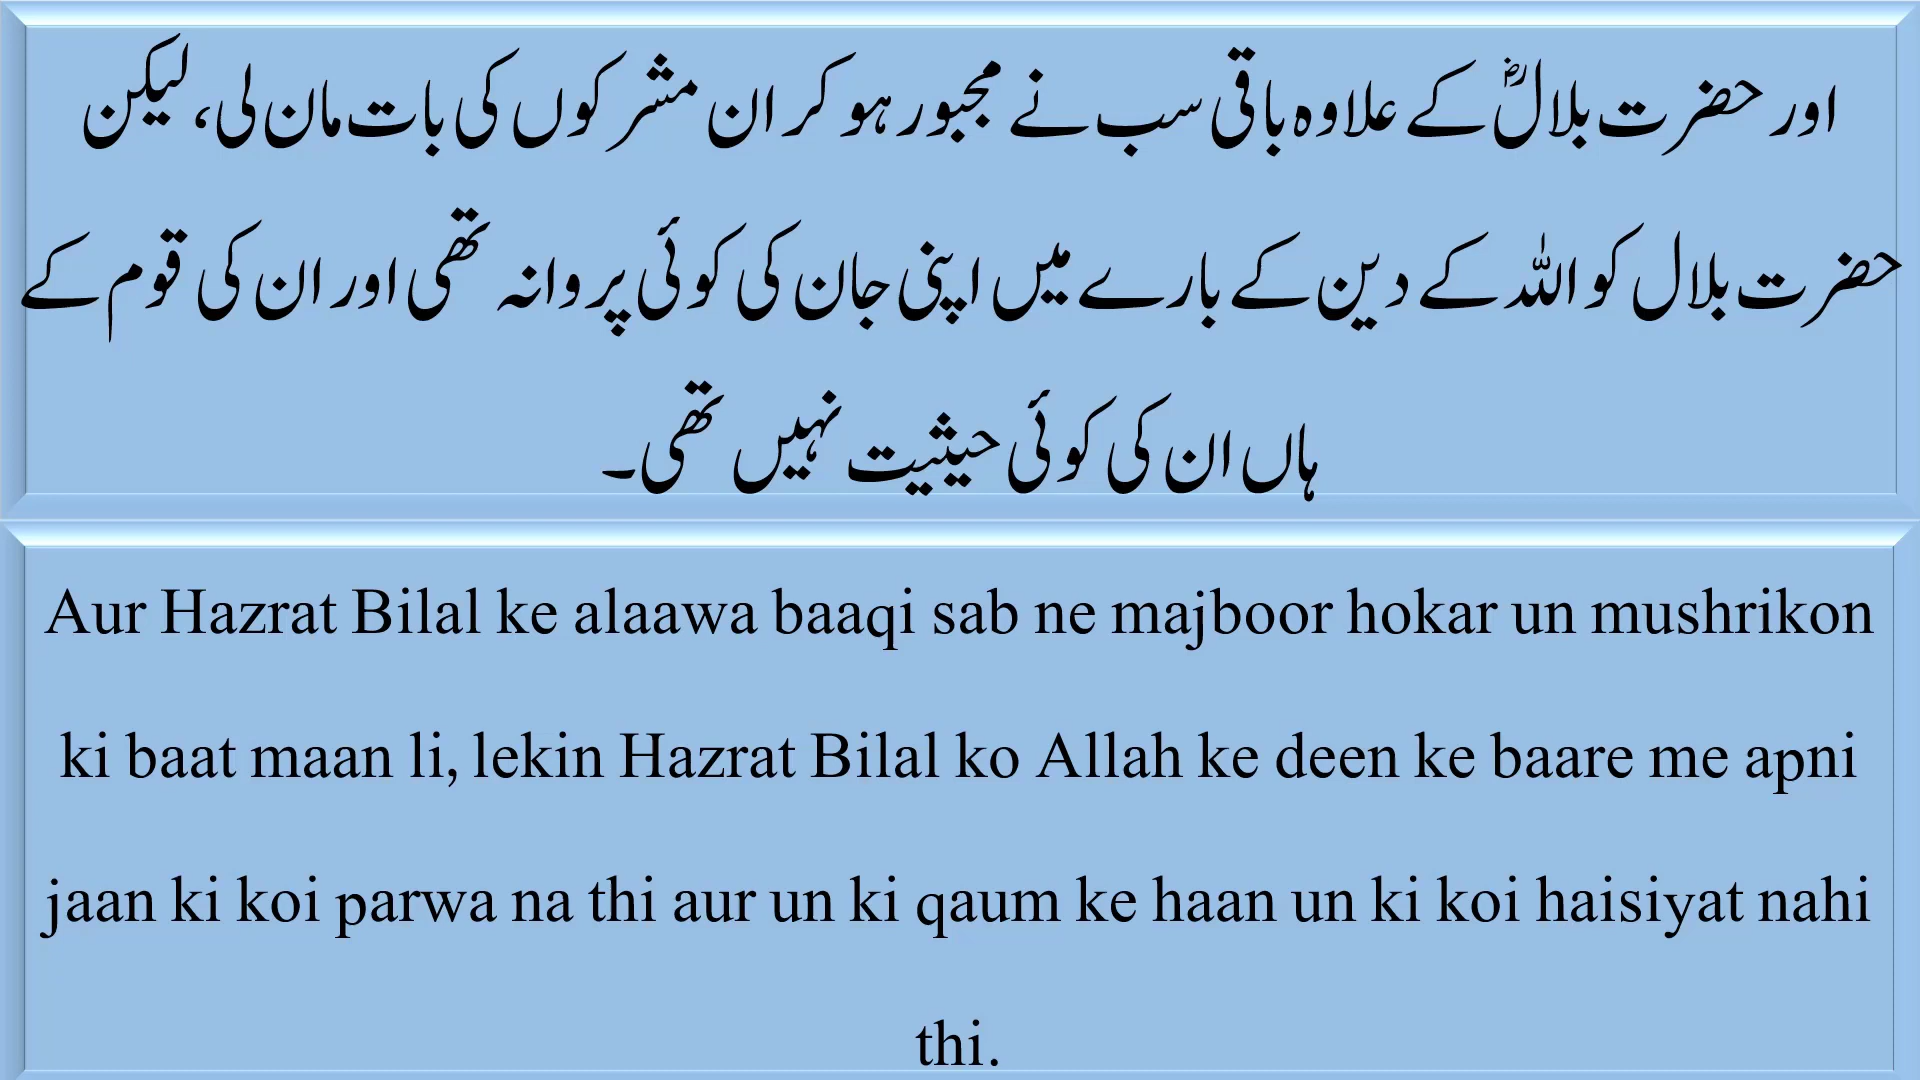 اور حضرت بلالؓ کے علاوہ باقی سب نے مجبور ہو کر ان مشرکوں کی بات مان لی، لیکن
حضرت بلال کو اللہ کے دین کے بارے میں اپنی جان کی کوئی پروا نہ تھی اور ان کی قوم کے
ہاں ان کی کوئی حیثیت نہیں تھی۔
Aur Hazrat Bilal ke alaawa baaqi sab ne majboor hokar un mushrikon
ki baat maan li, lekin Hazrat Bilal ko Allah ke deen ke baare me apni
jaan ki koi parwa na thi aur un ki qaum ke haan un ki koi haisiyat nahi
thi.